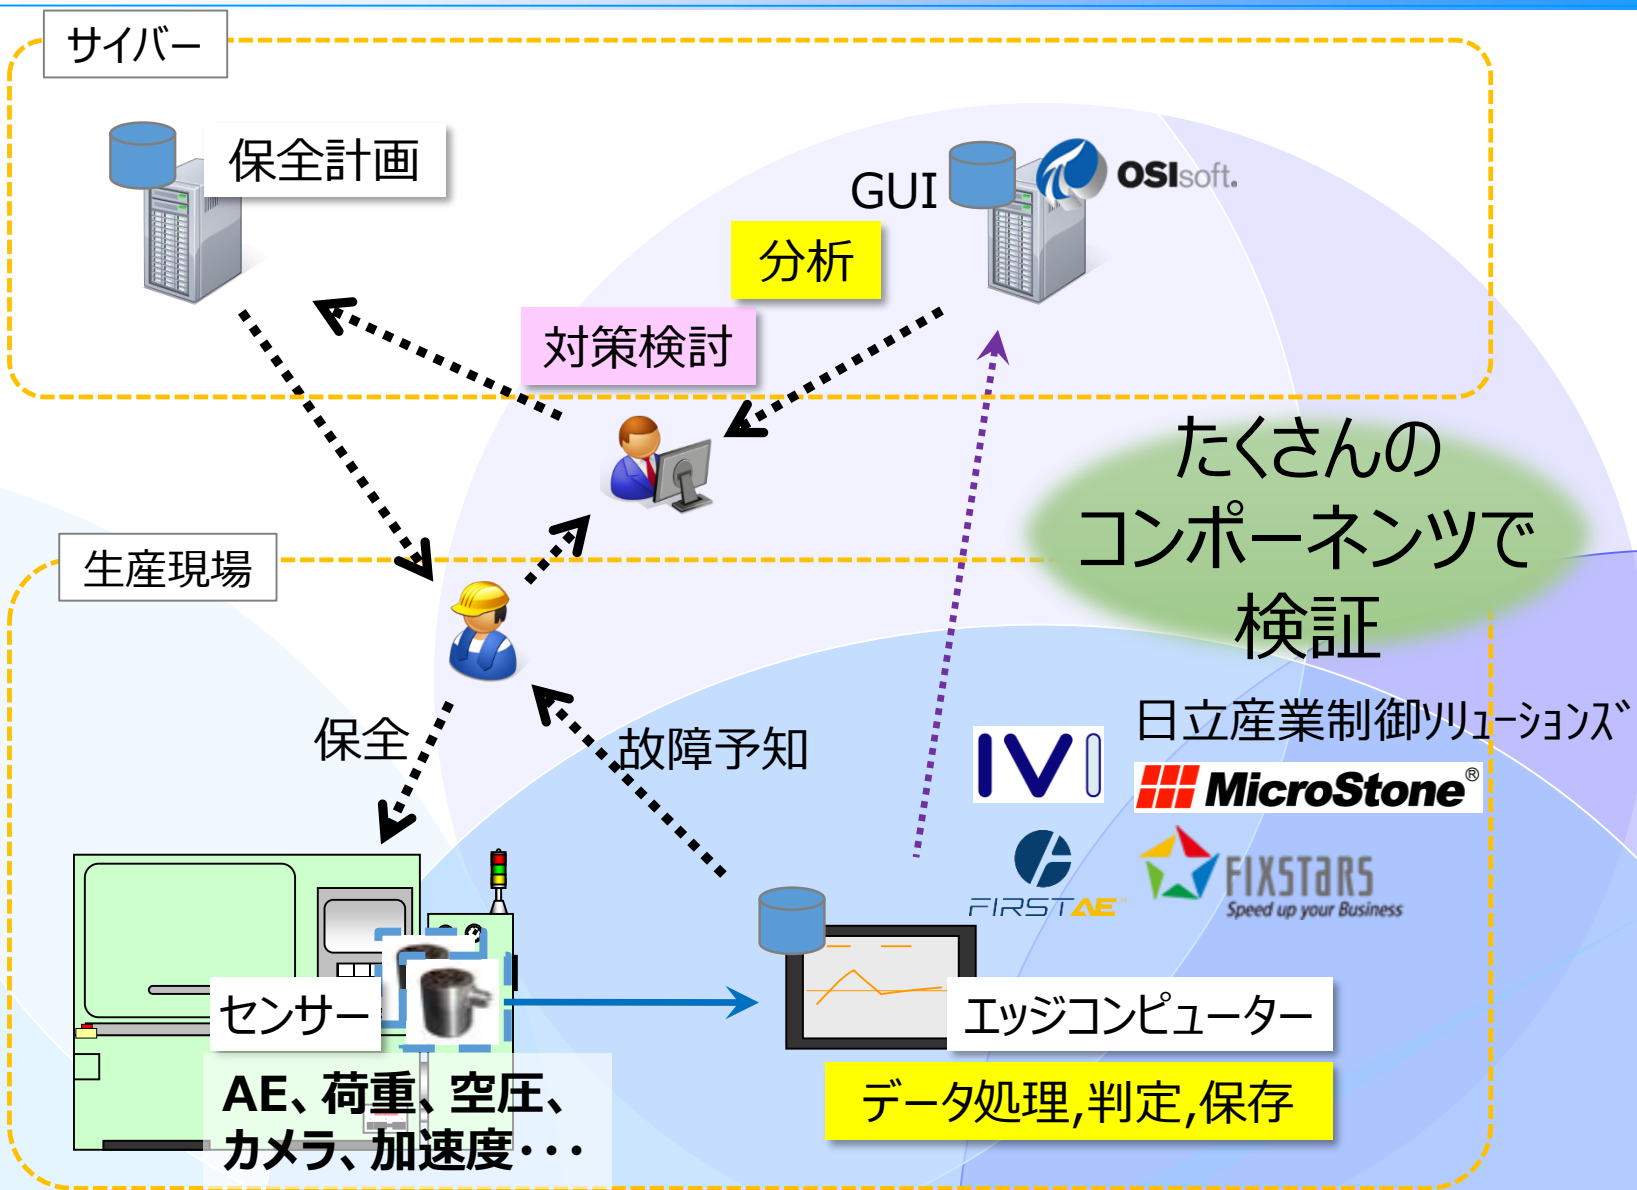 サイバー
保全計画
GUI
OSIsoft®
分析
対策検討
たくさんの
コンポーネンツで
検証
生産現場
保全
故障予知
IVI
日立産業制御ｿﾘｭｰｼｮﾝｽﾞ
MicroStone®
FIRSTAE
FIXSTARS
Speed up your Business
センサー
エッジコンピューター
AE、荷重、空圧、
カメラ、加速度・・・
データ処理,判定,保存